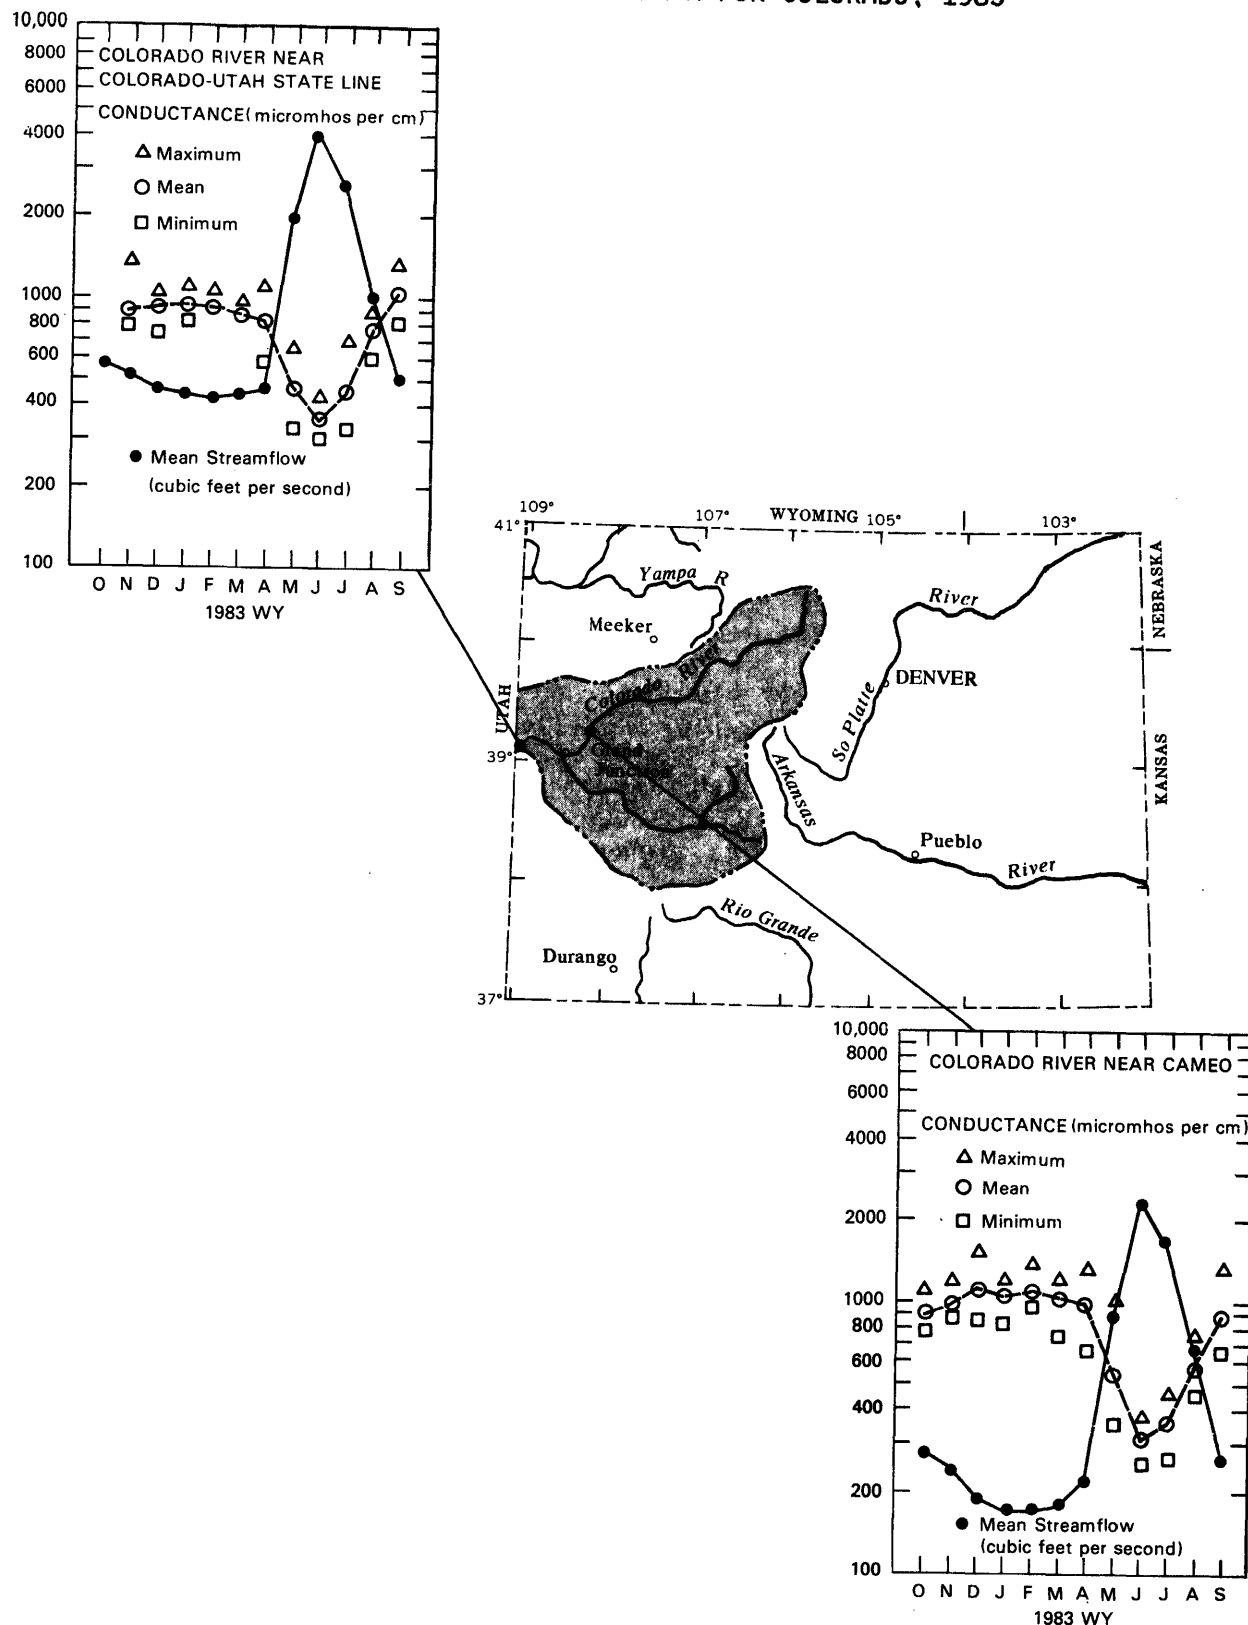 COLORADO, 1983
10,000
8000
6000
4000
2000
1000
800
600
400
200
100
COLORADO RIVER NEAR
COLORADO-UTAH STATE LINE
CONDUCTANCE (micromhos per cm)
△ Maximum
○ Mean
□ Minimum
● Mean Streamflow
(cubic feet per second)
O N D J F M A M J J A S
1983 WY
109°
107°
WYOMING
105°
103°
41°
39°
37°
NEBRASKA
KANSAS
UTAH
Yampa R
Meeker
River
DENVER
So Platte
Colorado River
Grand
Junction
Arkansas
Pueblo
River
Rio Grande
Durango
10,000
8000
6000
4000
2000
1000
800
600
400
200
100
COLORADO RIVER NEAR CAMEO
CONDUCTANCE (micromhos per cm)
△ Maximum
○ Mean
□ Minimum
● Mean Streamflow
(cubic feet per second)
O N D J F M A M J J A S
1983 WY